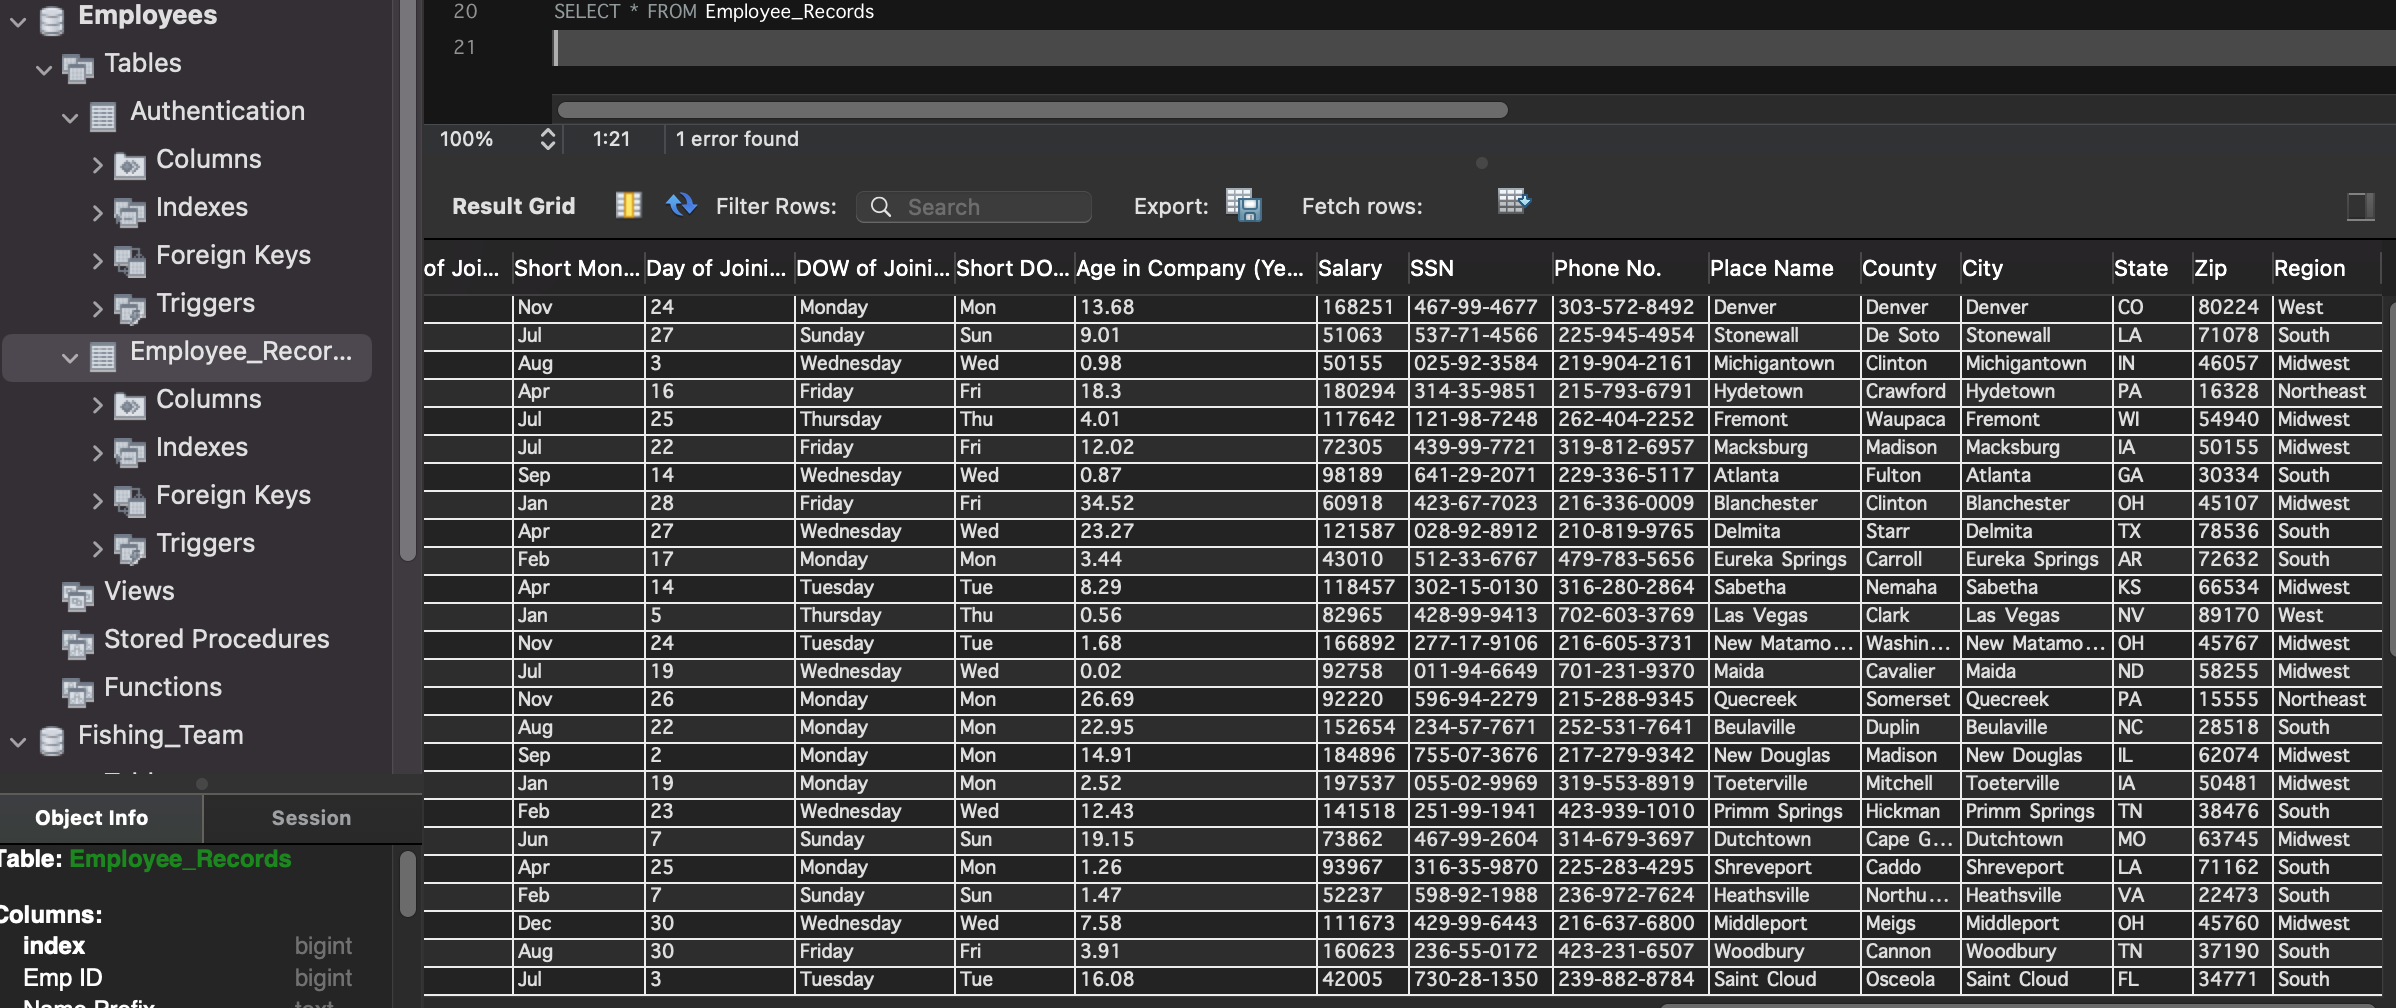 Employees
Tables
Authentication
Columns
Indexes
Foreign Keys
Triggers
Employee_Recor...
Columns
Indexes
Foreign Keys
Triggers
Views
Stored Procedures
Functions
Fishing_Team
Object Info Session
Table: Employee_Records
Columns:
index bigint
Emp ID bigint
Name Prefix text
20 SELECT * FROM Employee_Records
21
100% 1:21 1 error found
Result Grid Filter Rows: Search Export: Fetch rows:
of Joi... Short Mon... Day of Joini... DOW of Joini... Short DO... Age in Company (Ye... Salary SSN Phone No. Place Name County City State Zip Region
Nov 24 Monday Mon 13.68 168251 467-99-4677 303-572-8492 Denver Denver Denver CO 80224 West
Jul 27 Sunday Sun 9.01 51063 537-71-4566 225-945-4954 Stonewall De Soto Stonewall LA 71078 South
Aug 3 Wednesday Wed 0.98 50155 025-92-3584 219-904-2161 Michigantown Clinton Michigantown IN 46057 Midwest
Apr 16 Friday Fri 18.3 180294 314-35-9851 215-793-6791 Hydetown Crawford Hydetown PA 16328 Northeast
Jul 25 Thursday Thu 4.01 117642 121-98-7248 262-404-2252 Fremont Waupaca Fremont WI 54940 Midwest
Jul 22 Friday Fri 12.02 72305 439-99-7721 319-812-6957 Macksburg Madison Macksburg IA 50155 Midwest
Sep 14 Wednesday Wed 0.87 98189 641-29-2071 229-336-5117 Atlanta Fulton Atlanta GA 30334 South
Jan 28 Friday Fri 34.52 60918 423-67-7023 216-336-0009 Blanchester Clinton Blanchester OH 45107 Midwest
Apr 27 Wednesday Wed 23.27 121587 028-92-8912 210-819-9765 Delmita Starr Delmita TX 78536 South
Feb 17 Monday Mon 3.44 43010 512-33-6767 479-783-5656 Eureka Springs Carroll Eureka Springs AR 72632 South
Apr 14 Tuesday Tue 8.29 118457 302-15-0130 316-280-2864 Sabetha Nemaha Sabetha KS 66534 Midwest
Jan 5 Thursday Thu 0.56 82965 428-99-9413 702-603-3769 Las Vegas Clark Las Vegas NV 89170 West
Nov 24 Tuesday Tue 1.68 166892 277-17-9106 216-605-3731 New Matamo... Washin... New Matamo... OH 45767 Midwest
Jul 19 Wednesday Wed 0.02 92758 011-94-6649 701-231-9370 Maida Cavalier Maida ND 58255 Midwest
Nov 26 Monday Mon 26.69 92220 596-94-2279 215-288-9345 Quecreek Somerset Quecreek PA 15555 Northeast
Aug 22 Monday Mon 22.95 152654 234-57-7671 252-531-7641 Beulaville Duplin Beulaville NC 28518 South
Sep 2 Monday Mon 14.91 184896 755-07-3676 217-279-9342 New Douglas Madison New Douglas IL 62074 Midwest
Jan 19 Monday Mon 2.52 197537 055-02-9969 319-553-8919 Toeterville Mitchell Toeterville IA 50481 Midwest
Feb 23 Wednesday Wed 12.43 141518 251-99-1941 423-939-1010 Primm Springs Hickman Primm Springs TN 38476 South
Jun 7 Sunday Sun 19.15 73862 467-99-2604 314-679-3697 Dutchtown Cape G... Dutchtown MO 63745 Midwest
Apr 25 Monday Mon 1.26 93967 316-35-9870 225-283-4295 Shreveport Caddo Shreveport LA 71162 South
Feb 7 Sunday Sun 1.47 52237 598-92-1988 236-972-7624 Heathsville Northu... Heathsville VA 22473 South
Dec 30 Wednesday Wed 7.58 111673 429-99-6443 216-637-6800 Middleport Meigs Middleport OH 45760 Midwest
Aug 30 Friday Fri 3.91 160623 236-55-0172 423-231-6507 Woodbury Cannon Woodbury TN 37190 South
Jul 3 Tuesday Tue 16.08 42005 730-28-1350 239-882-8784 Saint Cloud Osceola Saint Cloud FL 34771 South